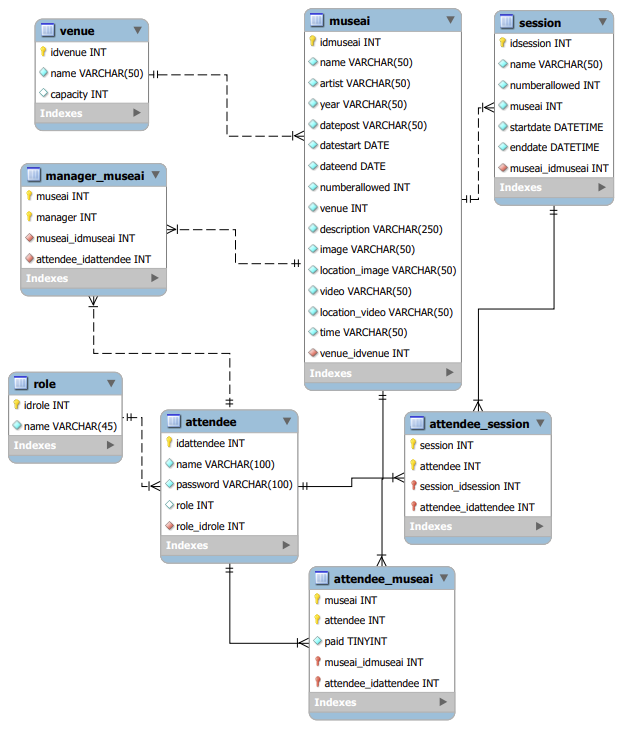 venue
idvenue INT
name VARCHAR(50)
capacity INT
Indexes
museai
idmuseai INT
name VARCHAR(50)
artist VARCHAR(50)
year VARCHAR(50)
datepost VARCHAR(50)
datestart DATE
dateend DATE
numberallowed INT
venue INT
description VARCHAR(250)
image VARCHAR(50)
location_image VARCHAR(50)
video VARCHAR(50)
location_video VARCHAR(50)
time VARCHAR(50)
venue_idvenue INT
Indexes
session
idsession INT
name VARCHAR(50)
numberallowed INT
museai INT
startdate DATETIME
enddate DATETIME
museai_idmuseai INT
Indexes
manager_museai
museai INT
manager INT
museai_idmuseai INT
attendee_idattendee INT
Indexes
role
idrole INT
name VARCHAR(45)
Indexes
attendee
idattendee INT
name VARCHAR(100)
password VARCHAR(100)
role INT
role_idrole INT
Indexes
attendee_session
session INT
attendee INT
session_idsession INT
attendee_idattendee INT
Indexes
attendee_museai
museai INT
attendee INT
paid TINYINT
museai_idmuseai INT
attendee_idattendee INT
Indexes